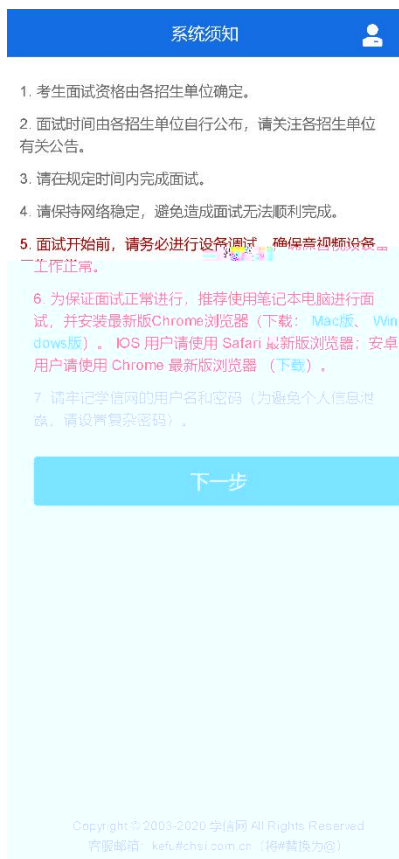 系统须知
1. 考生面试资格由各招生单位确定。
2. 面试时间由各招生单位自行公布，请关注各招生单位
有关公告。
3. 请在规定时间内完成面试。
4. 请保持网络稳定，避免造成面试无法顺利完成。
5. 面试开始前，请务必进行设备调试，确保音视频设备
工作正常。
6. 为保证面试正常进行，推荐使用笔记本电脑进行面
试，并安装最新版Chrome浏览器（下载： Mac版、 Win
dows版）。 IOS 用户请使用 Safari 最新版浏览器；安卓
用户请使用 Chrome 最新版浏览器 （下载）。
7. 请牢记学信网的用户名和密码（为避免个人信息泄
露，请设置复杂密码）。
下一步
Copyright © 2003-2020 学信网 All Rights Reserved
客服邮箱：kefu#chsi.com.cn（将#替换为@）